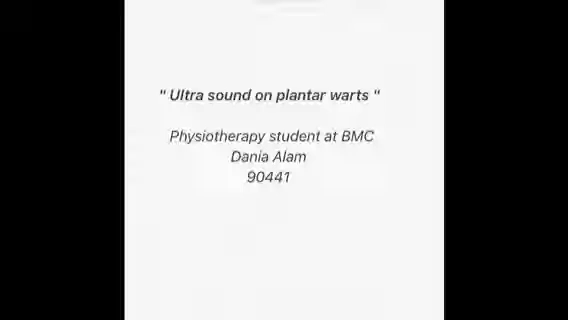 " Ultra sound on plantar warts "
Physiotherapy student at BMC
Dania Alam
90441